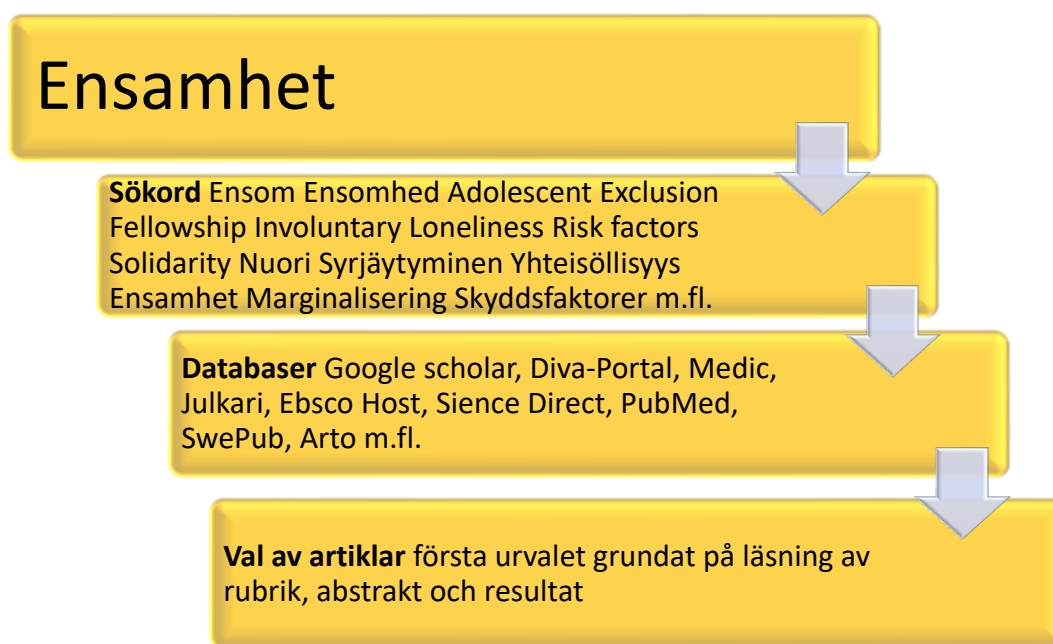 Ensamhet
Sökord Ensom Ensomhed Adolescent Exclusion
Fellowship Involuntary Loneliness Risk factors
Solidarity Nuori Syrjäytyminen Yhteisöllisyys
Ensamhet Marginalisering Skyddsfaktorer m.fl.
Databaser Google scholar, Diva-Portal, Medic,
Julkari, Ebsco Host, Sience Direct, PubMed,
SwePub, Arto m.fl.
Val av artiklar första urvalet grundat på läsning av
rubrik, abstrakt och resultat